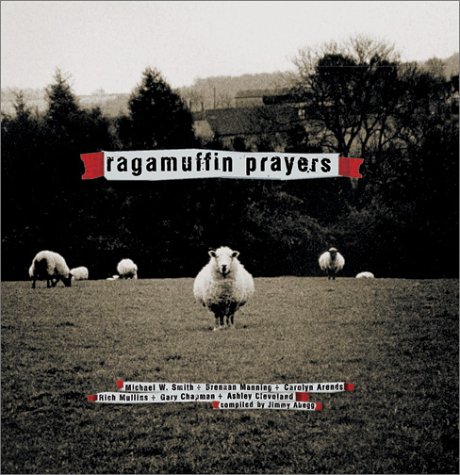 ragamuffin prayers
Michael W. Smith + Brennan Manning + Carolyn Arends
Rich Mullins + Gary Chapman + Ashley Cleveland
compiled by Jimmy Abegg